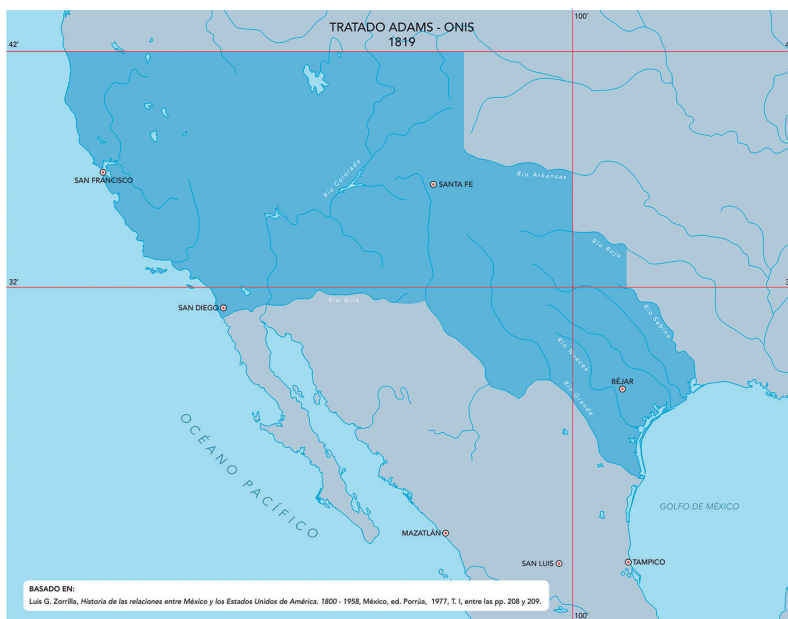 TRATADO ADAMS - ONIS
1819
100'
42'
4
SAN FRANCISCO
Río Colorado
SANTA FE
Río Arkansas
Río Rojo
32'
3
SAN DIEGO
Río Gila
Río Sabina
Río Nueces
BÉJAR
Río Grande
OCÉANO PACÍFICO
GOLFO DE MÉXICO
MAZATLÁN
SAN LUIS
TAMPICO
BASADO EN:
Luis G. Zorrilla, Historia de las relaciones entre México y los Estados Unidos de América. 1800 - 1958, México, ed. Porrúa, 1977, T. I, entre las pp. 208 y 209.
100'